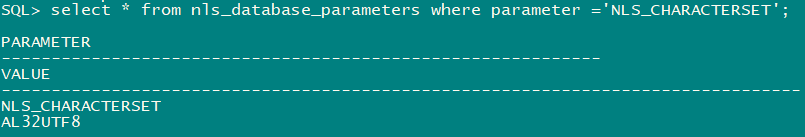 SQL> select * from nls_database_parameters where parameter ='NLS_CHARACTERSET';
PARAMETER
------------------------------------------------------------
VALUE
--------------------------------------------------------------------------------
NLS_CHARACTERSET
AL32UTF8